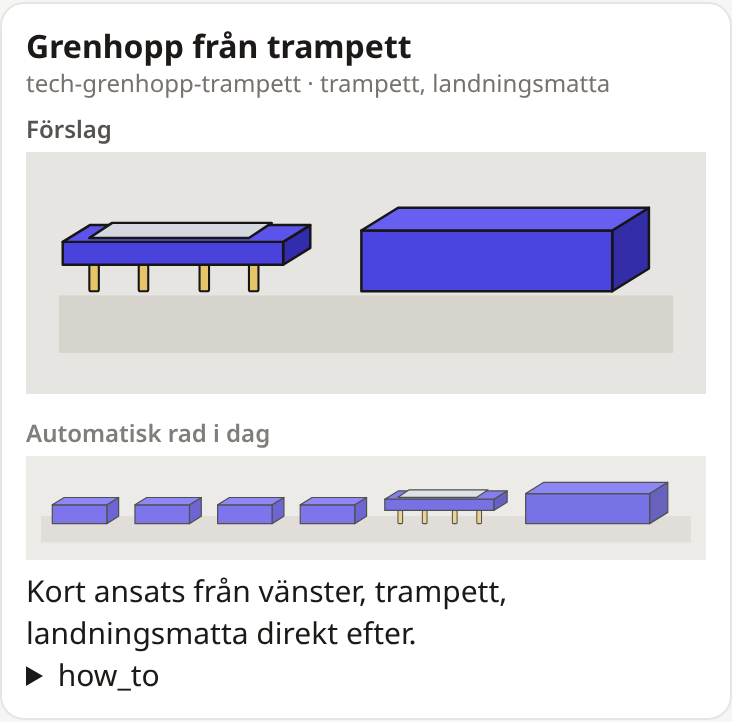 Grenhopp från trampett
tech-grenhopp-trampett · trampett, landningsmatta
Förslag
Automatisk rad i dag
Kort ansats från vänster, trampett,
landningsmatta direkt efter.
how_to